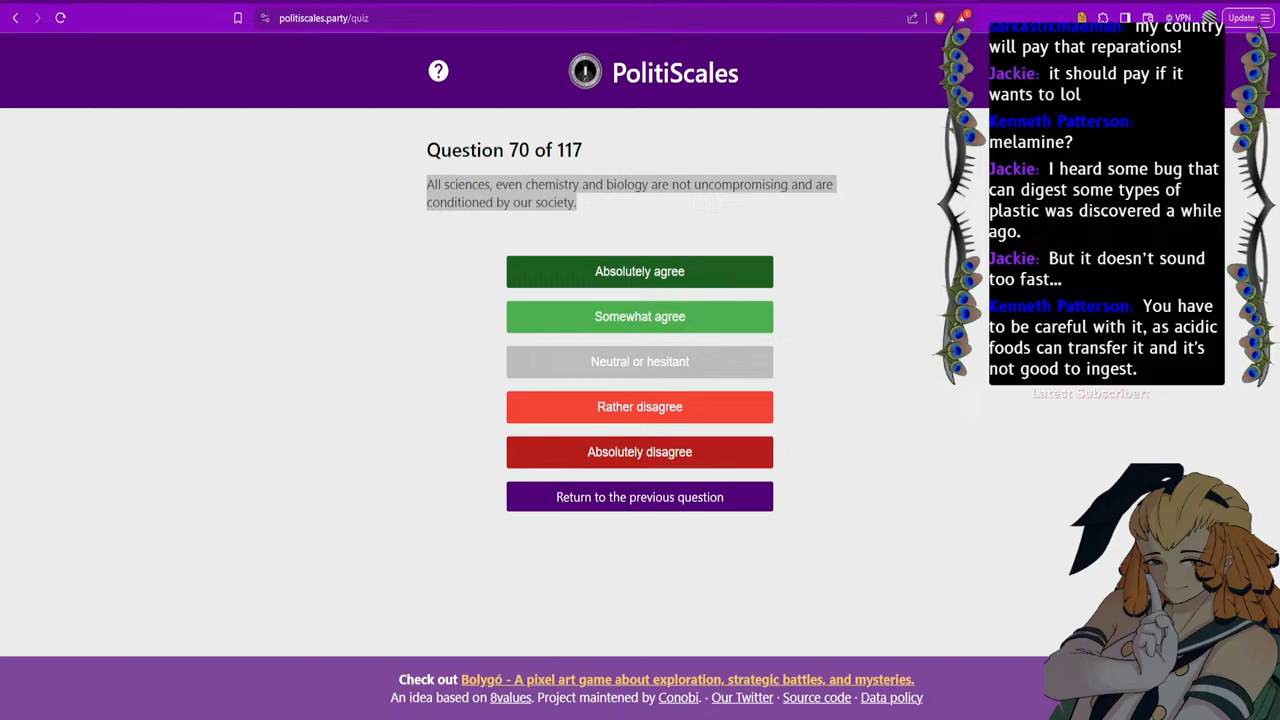 politiscales.party/quiz
VPN
Update
PolitiScales
Question 70 of 117
All sciences, even chemistry and biology are not uncompromising and are
conditioned by our society.
Absolutely agree
Somewhat agree
Neutral or hesitant
Rather disagree
Absolutely disagree
Return to the previous question
Check out Bolygó - A pixel art game about exploration, strategic battles, and mysteries.
An idea based on 8values. Project maintened by Conobi. · Our Twitter · Source code · Data policy
my country
will pay that reparations!
Jackie: it should pay if it
wants to lol
Kenneth Patterson:
melamine?
Jackie: I heard some bug that
can digest some types of
plastic was discovered a while
ago.
Jackie: But it doesn't sound
too fast...
Kenneth Patterson: You have
to be careful with it, as acidic
foods can transfer it and it's
not good to ingest.
Latest Subscriber: